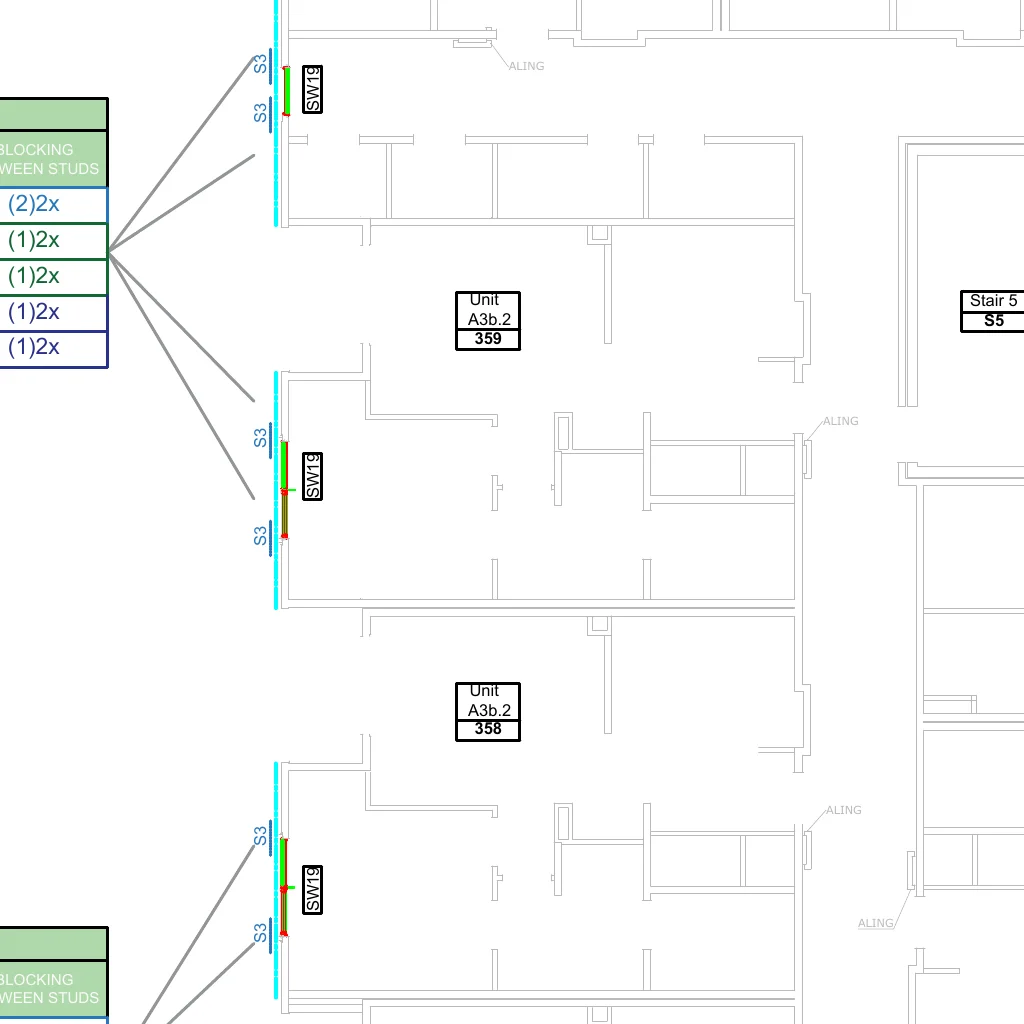 S3
SW19
S3
ALING
BLOCKING
WEEN STUDS
(2)2x
(1)2x
(1)2x
(1)2x
(1)2x
Unit
A3b.2
359
Stair 5
S5
ALING
S3
SW19
S3
Unit
A3b.2
358
ALING
S3
SW19
S3
ALING
BLOCKING
WEEN STUDS